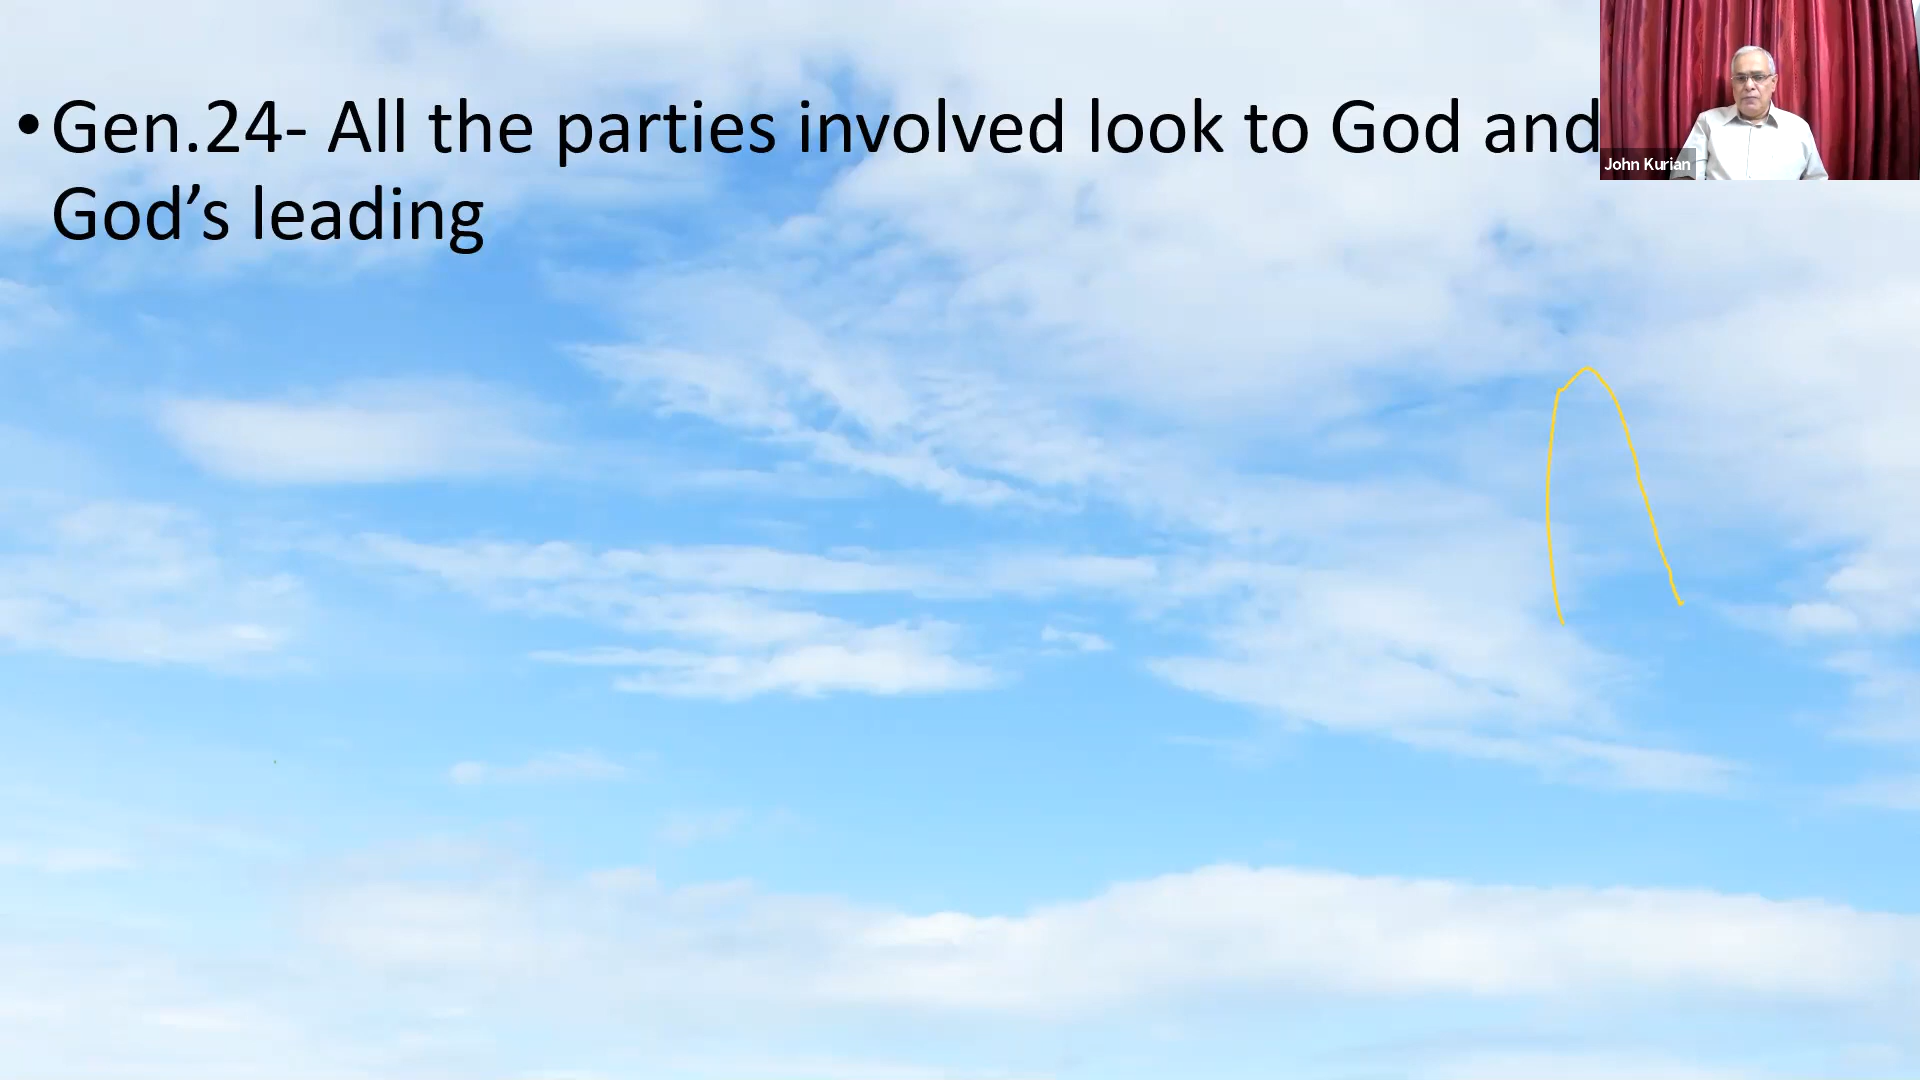 •Gen.24- All the parties involved look to God and
God’s leading
John Kurian